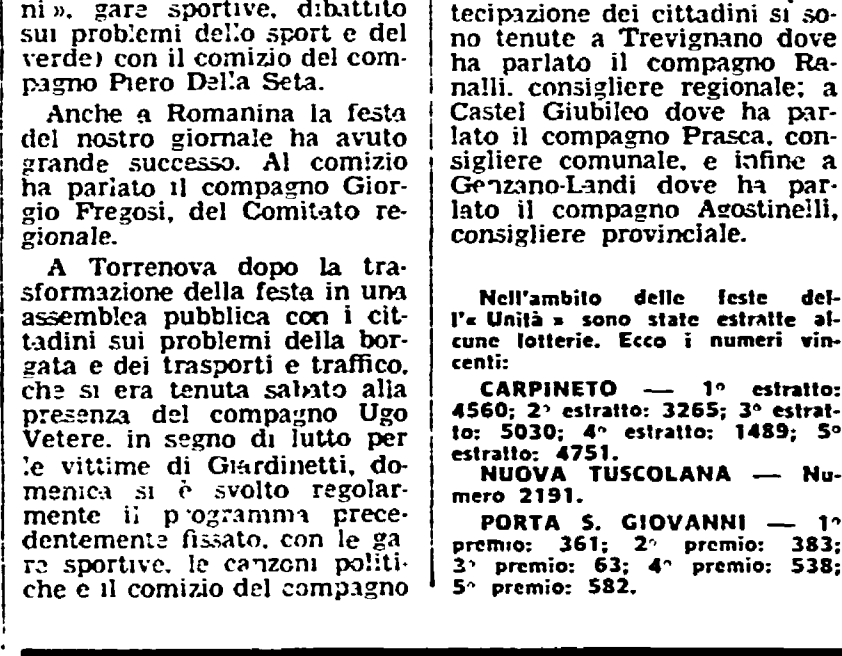 ni», gare sportive, dibattito
sui problemi dello sport e del
verde) con il comizio del com-
pagno Piero Della Seta.
Anche a Romanina la festa
del nostro giornale ha avuto
grande successo. Al comizio
ha parlato il compagno Gior-
gio Fregosi, del Comitato re-
gionale.
A Torrenova dopo la tra-
sformazione della festa in una
assemblea pubblica con i cit-
tadini sui problemi della bor-
gata e dei trasporti e traffico,
che si era tenuta sabato alla
presenza del compagno Ugo
Vetere, in segno di lutto per
le vittime di Giardinetti, do-
menica si è svolto regolar-
mente il programma prece-
dentemente fissato, con le ga
re sportive, le canzoni politi-
che e il comizio del compagno
tecipazione dei cittadini si so-
no tenute a Trevignano dove
ha parlato il compagno Ra-
nalli, consigliere regionale; a
Castel Giubileo dove ha par-
lato il compagno Prasca, con-
sigliere comunale, e infine a
Genzano-Landi dove ha par-
lato il compagno Agostinelli,
consigliere provinciale.
Nell'ambito delle feste del-
l'« Unità » sono state estratte al-
cune lotterie. Ecco i numeri vin-
centi:
CARPINETO — 1° estratto:
4560; 2° estratto: 3265; 3° estrat-
to: 5030; 4° estratto: 1489; 5°
estratto: 4751.
NUOVA TUSCOLANA — Nu-
mero 2191.
PORTA S. GIOVANNI — 1°
premio: 361; 2° premio: 383;
3° premio: 63; 4° premio: 538;
5° premio: 582.